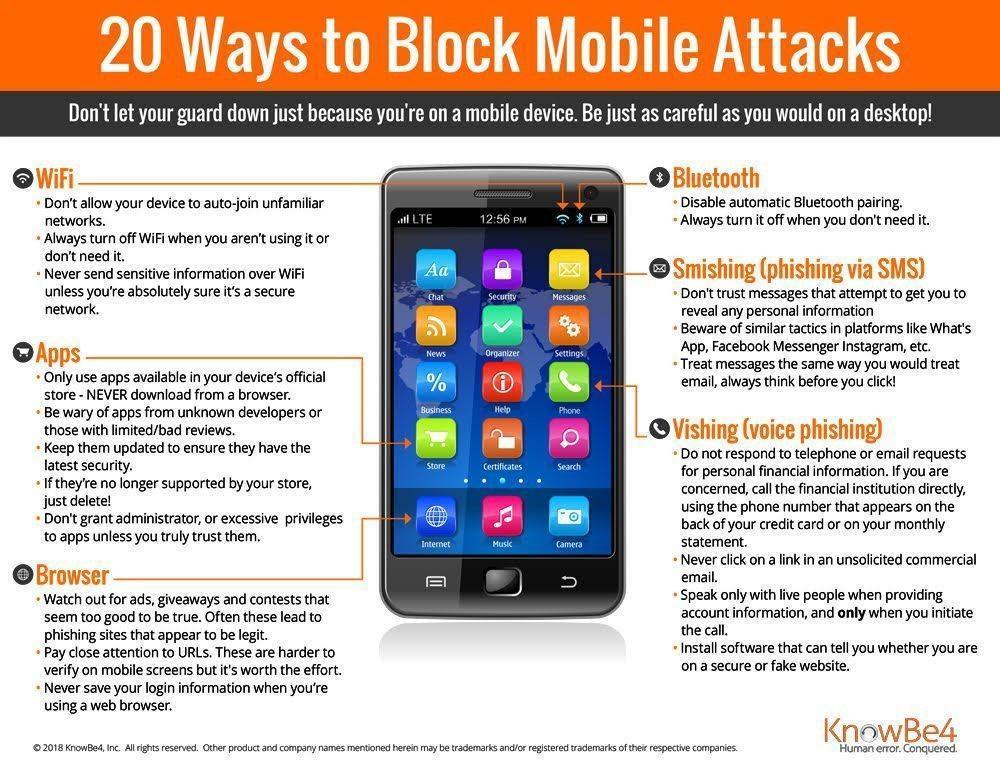 20 Ways to Block Mobile Attacks
Don't let your guard down just because you're on a mobile device. Be just as careful as you would on a desktop!
WiFi
• Don't allow your device to auto-join unfamiliar
networks.
• Always turn off WiFi when you aren't using it or
don't need it.
• Never send sensitive information over WiFi
unless you're absolutely sure it's a secure
network.
Apps
• Only use apps available in your device's official
store - NEVER download from a browser.
• Be wary of apps from unknown developers or
those with limited/bad reviews.
• Keep them updated to ensure they have the
latest security.
• If they're no longer supported by your store,
just delete!
• Don't grant administrator, or excessive privileges
to apps unless you truly trust them.
Browser
• Watch out for ads, giveaways and contests that
seem too good to be true. Often these lead to
phishing sites that appear to be legit.
• Pay close attention to URLs. These are harder to
verify on mobile screens but it's worth the effort.
• Never save your login information when you're
using a web browser.
LTE 12:56 PM
Aa
Chat Security Messages
News Organizer Settings
%
Business Help Phone
Store Certificates Search
Internet Music Camera
Bluetooth
• Disable automatic Bluetooth pairing.
• Always turn it off when you don't need it.
Smishing (phishing via SMS)
• Don't trust messages that attempt to get you to
reveal any personal information
• Beware of similar tactics in platforms like What's
App, Facebook Messenger Instagram, etc.
• Treat messages the same way you would treat
email, always think before you click!
Vishing (voice phishing)
• Do not respond to telephone or email requests
for personal financial information. If you are
concerned, call the financial institution directly,
using the phone number that appears on the
back of your credit card or on your monthly
statement.
• Never click on a link in an unsolicited commercial
email.
• Speak only with live people when providing
account information, and only when you initiate
the call.
• Install software that can tell you whether you are
on a secure or fake website.
© 2018 KnowBe4, Inc. All rights reserved. Other product and company names mentioned herein may be trademarks and/or registered trademarks of their respective companies.
KnowBe4
Human error. Conquered.